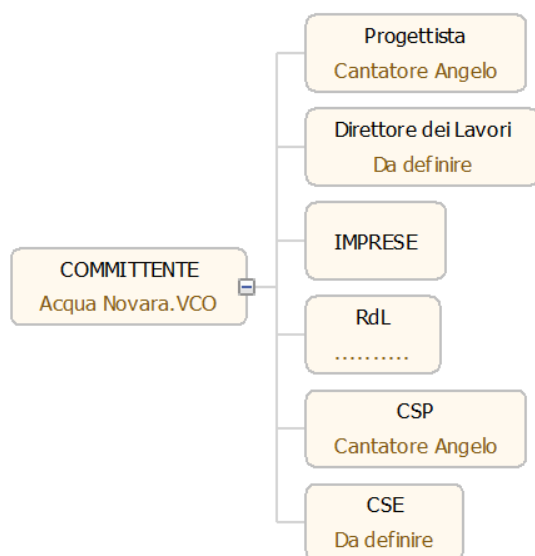 Progettista
Cantatore Angelo
Direttore dei Lavori
Da definire
IMPRESE
COMMITTENTE
Acqua Novara.VCO
RdL
..........
CSP
Cantatore Angelo
CSE
Da definire